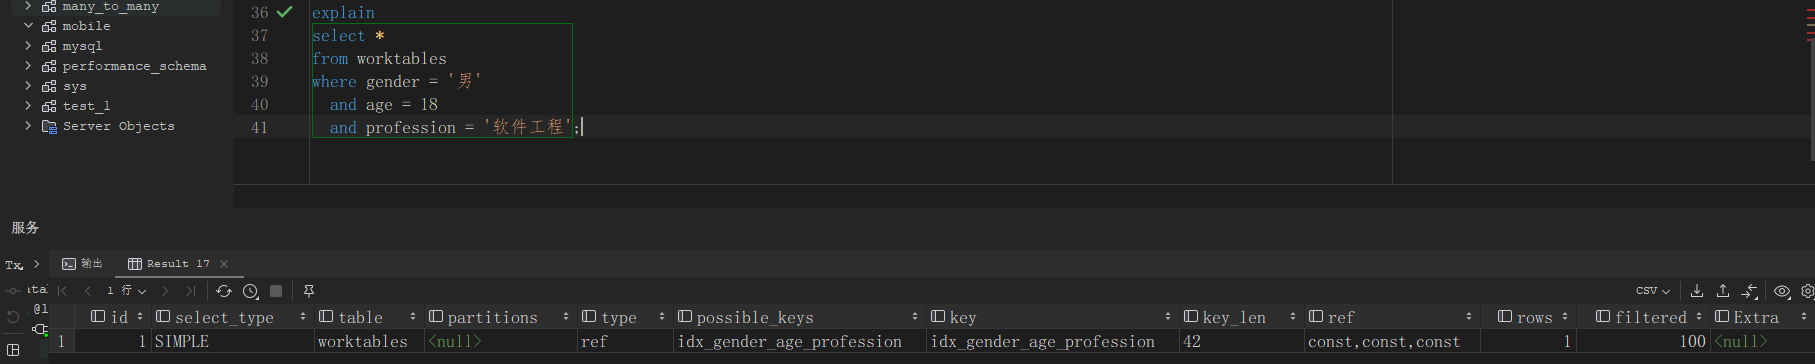 many_to_many
mobile
mysql
performance_schema
sys
test_1
Server Objects
36 explain
37 select *
38 from worktables
39 where gender = '男'
40 and age = 18
41 and profession = '软件工程';
服务
Tx 输出 Result 17
1 行 CSV
@l
id select_type table partitions type possible_keys key key_len ref rows filtered Extra
1 1 SIMPLE worktables <null> ref idx_gender_age_profession idx_gender_age_profession 42 const,const,const 1 100 <null>